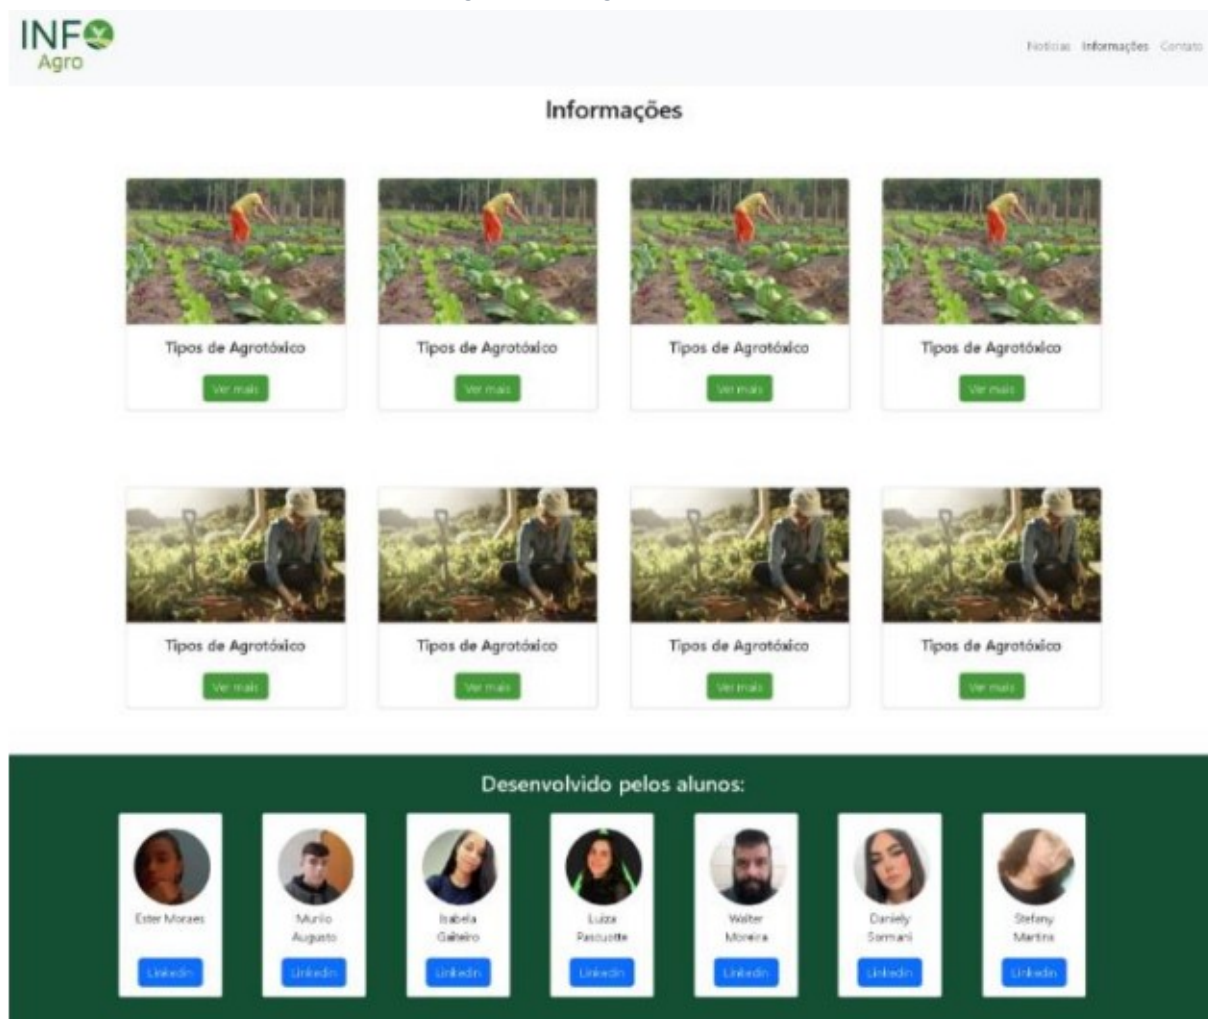 INFO
Agro
Notícias Informações Contato
Informações
Tipos de Agrotóxico Tipos de Agrotóxico Tipos de Agrotóxico Tipos de Agrotóxico
Ver mais Ver mais Ver mais Ver mais
Tipos de Agrotóxico Tipos de Agrotóxico Tipos de Agrotóxico Tipos de Agrotóxico
Ver mais Ver mais Ver mais Ver mais
Desenvolvido pelos alunos:
Ester Moraes Murilo Isabela Luiza Walter Daniely Stefany
Augusto Gaiteiro Pascuotte Moreira Sormani Martins
Linkedin Linkedin Linkedin Linkedin Linkedin Linkedin Linkedin